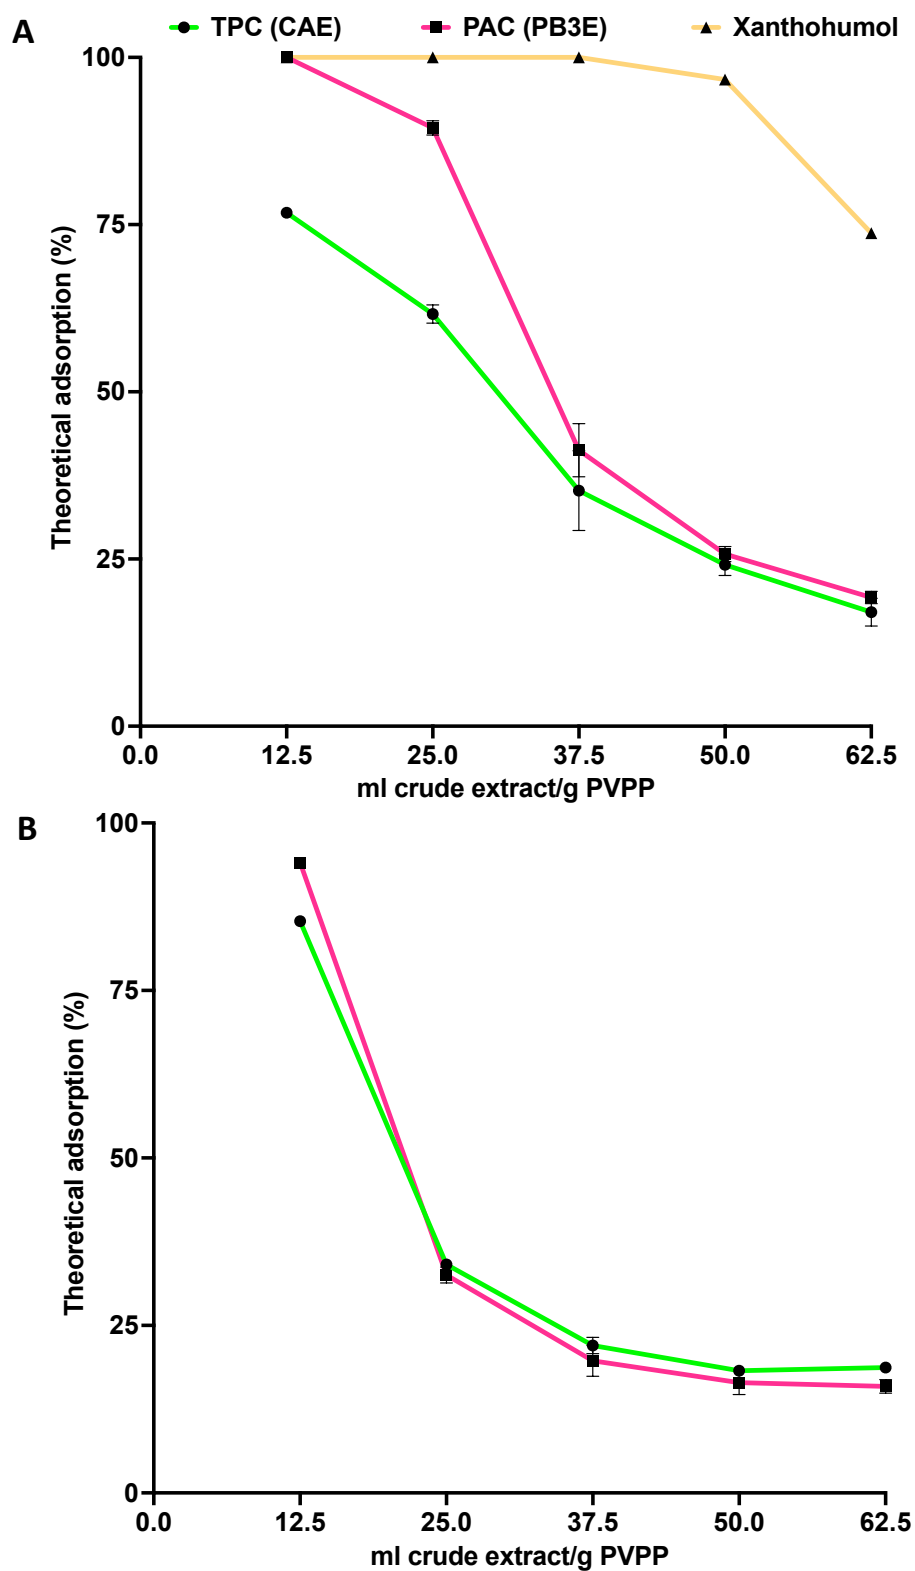 A
TPC (CAE) PAC (PB3E) Xanthohumol
100
75
50
25
0
Theoretical adsorption (%)
0.0 12.5 25.0 37.5 50.0 62.5
ml crude extract/g PVPP
B
100
75
50
25
0
Theoretical adsorption (%)
0.0 12.5 25.0 37.5 50.0 62.5
ml crude extract/g PVPP